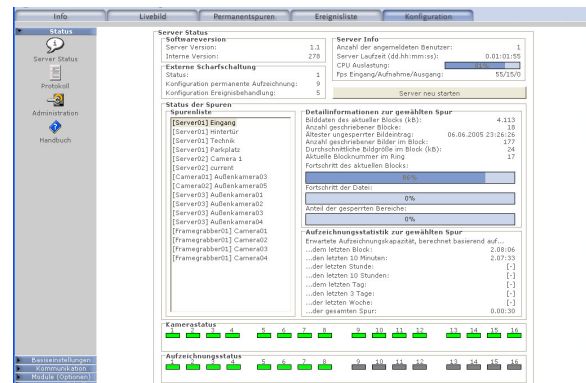 Info Livebild Permanentspuren Ereignisliste Konfiguration
Status
Server Status
Protokoll
Administration
Handbuch
Basiseinstellungen
Kommunikation
Module (Optionen)
Server Status
Softwareversion
Server Version: 1.1
Interne Version: 278
Externe Scharfschaltung
Status: 1
Konfiguration permanente Aufzeichnung: 9
Konfiguration Ereignisbehandlung: 5
Server Info
Anzahl der angemeldeten Benutzer: 1
Server Laufzeit (dd.hh:mm:ss): 0.01:01:55
CPU Auslastung:
Fps Eingang/Aufnahme/Ausgang: 55/15/0
Server neu starten
Status der Spuren
Spurenliste
[Server01] Eingang
[Server01] Hintertür
[Server01] Technik
[Server01] Parkplatz
[Server02] Camera 1
[Server02] current
[Camera01] Außenkamera03
[Camera02] Außenkamera05
[Server03] Außenkamera01
[Server03] Außenkamera02
[Server03] Außenkamera03
[Server03] Außenkamera04
[Framegrabber01] Camera01
[Framegrabber01] Camera02
[Framegrabber01] Camera03
[Framegrabber01] Camera04
Detailinformationen zur gewählten Spur
Bilddaten des aktueller Blocks (kB): 4.113
Anzahl geschriebener Blöcke: 18
Ältester ungesperrter Bildeintrag: 06.06.2005 23:26:26
Anzahl geschriebener Bilder im Block: 177
Durchschnittliche Bildgröße im Block (kB): 24
Aktuelle Blocknummer im Ring 17
Fortschritt des aktuellen Blocks:
86%
Fortschritt der Datei:
0%
Anteil der gesperrten Bereiche:
0%
Aufzeichnungsstatistik zur gewählten Spur
Erwartete Aufzeichnungskapazität, berechnet basierend auf...
...dem letzten Block: 2.08:06
...den letzten 10 Minuten: 2.07:33
...der letzten Stunde: [-]
...den letzten 10 Stunden: [-]
...dem letzten Tag: [-]
...den letzten 3 Tage: [-]
...der letzten Woche: [-]
...der gesamten Spur: 0.00:30
Kamerastatus
1 2 3 4 5 6 7 8 9 10 11 12 13 14 15 16
Aufzeichnungsstatus
1 2 3 4 5 6 7 8 9 10 11 12 13 14 15 16